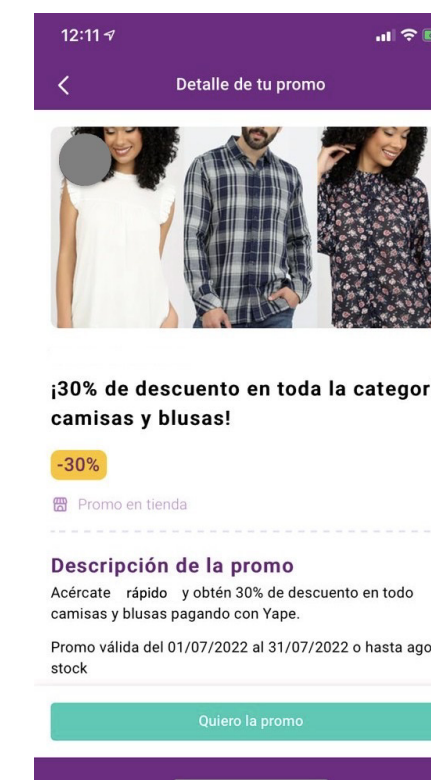 12:11
Detalle de tu promo
¡30% de descuento en toda la categor
camisas y blusas!
-30%
Promo en tienda
Descripción de la promo
Acércate rápido y obtén 30% de descuento en todo
camisas y blusas pagando con Yape.
Promo válida del 01/07/2022 al 31/07/2022 o hasta ago
stock
Quiero la promo